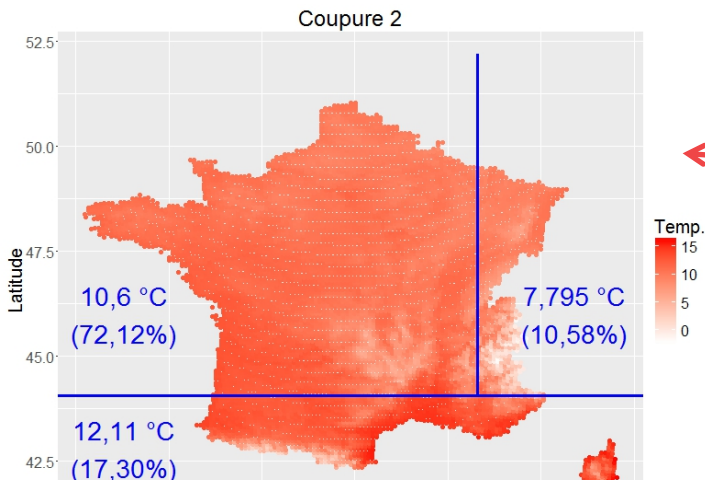 Coupure 2
52.5
50.0
47.5
45.0
42.5
Latitude
10,6 °C
(72,12%)
7,795 °C
(10,58%)
12,11 °C
(17,30%)
Temp.
15
10
5
0